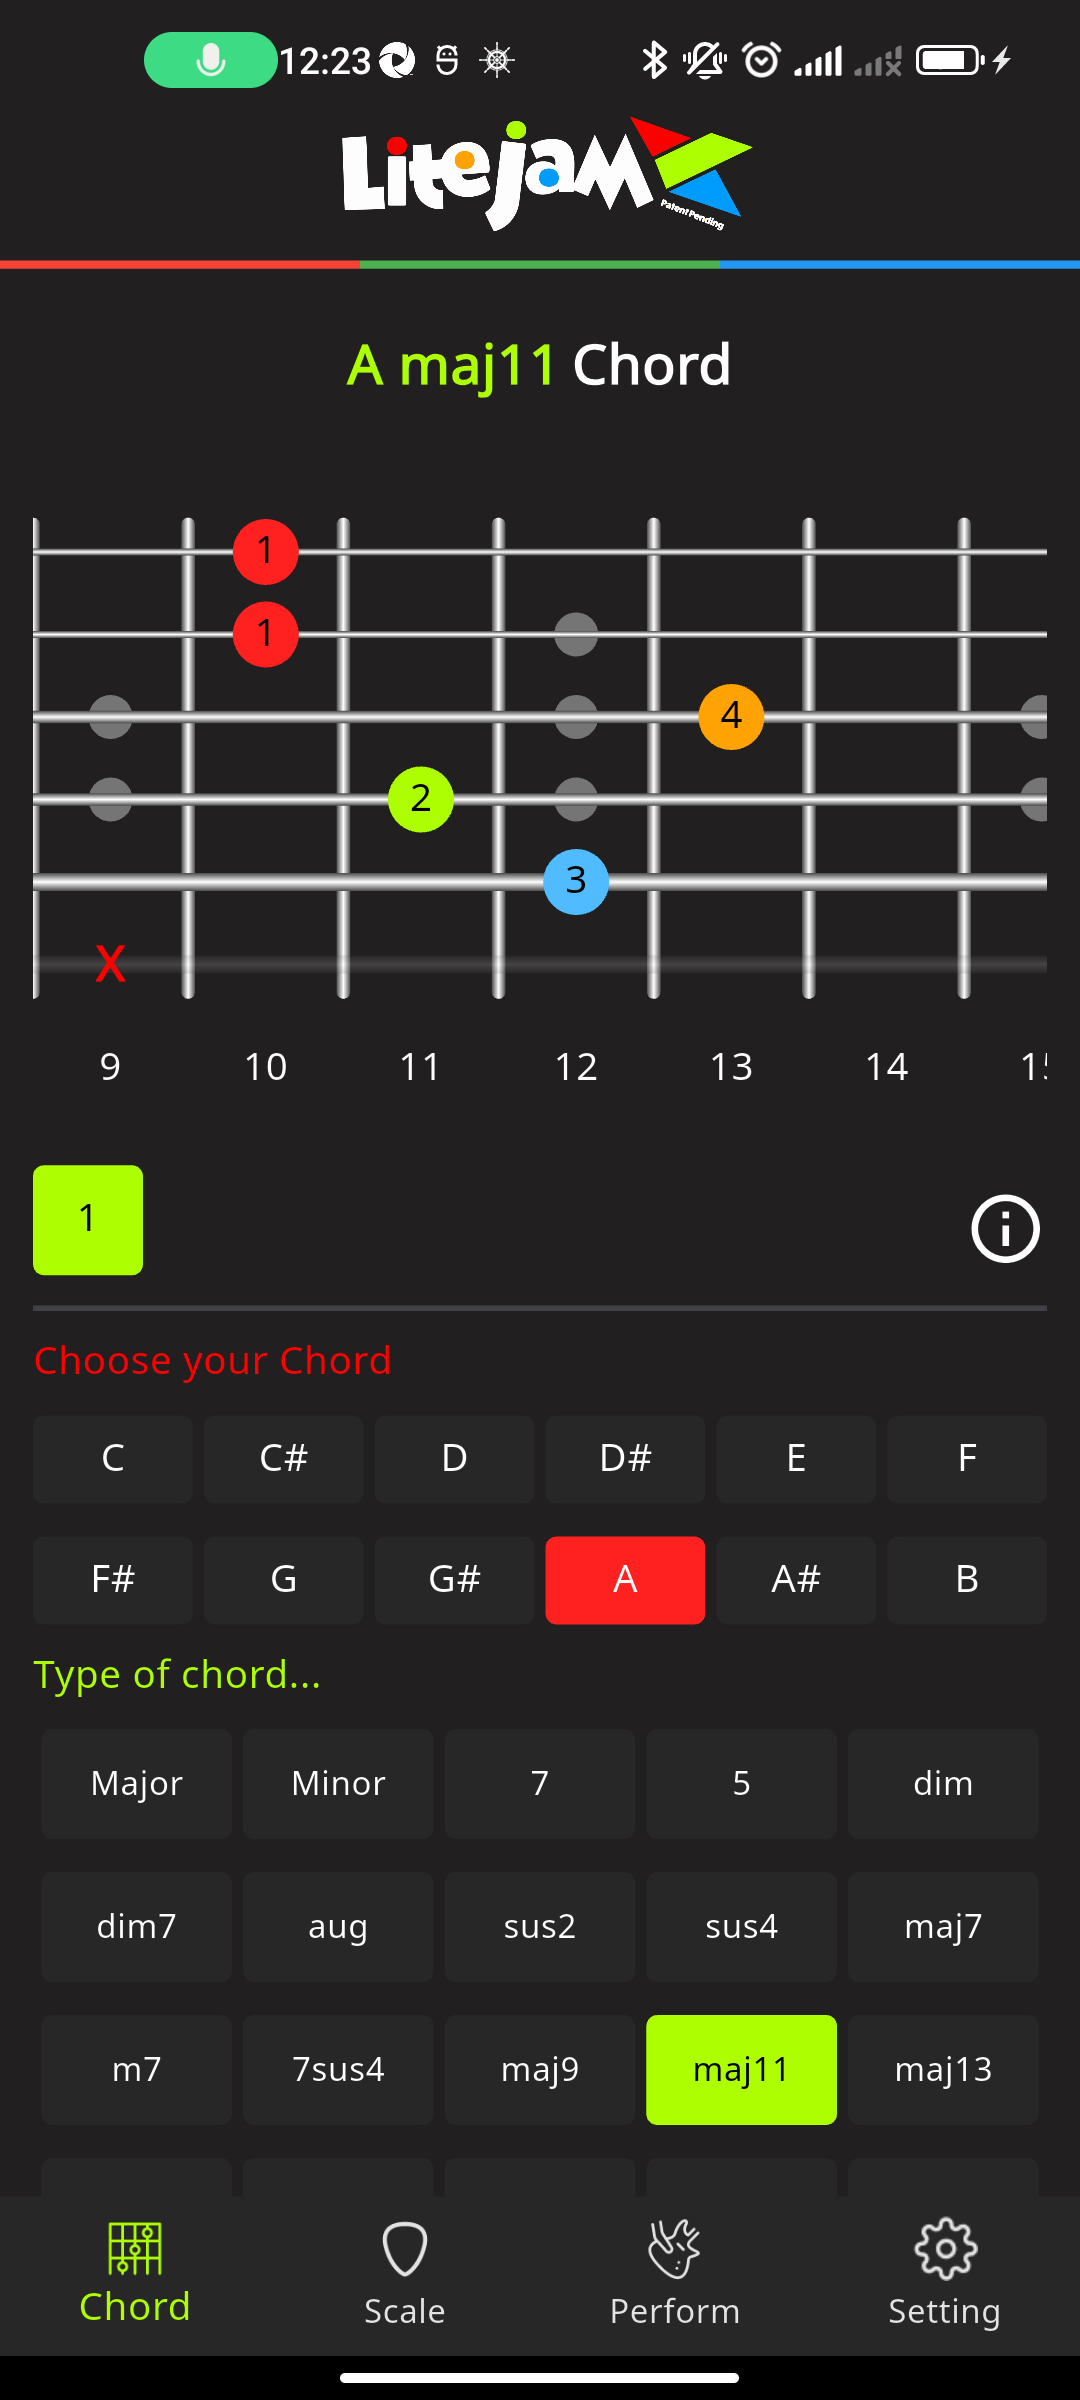 12:23
Litejam
Patent Pending
A maj11 Chord
1
1
4
2
3
X
9 10 11 12 13 14
1
Choose your Chord
C C# D D# E F
F# G G# A A# B
Type of chord...
Major Minor 7 5 dim
dim7 aug sus2 sus4 maj7
m7 7sus4 maj9 maj11 maj13
Chord Scale Perform Setting